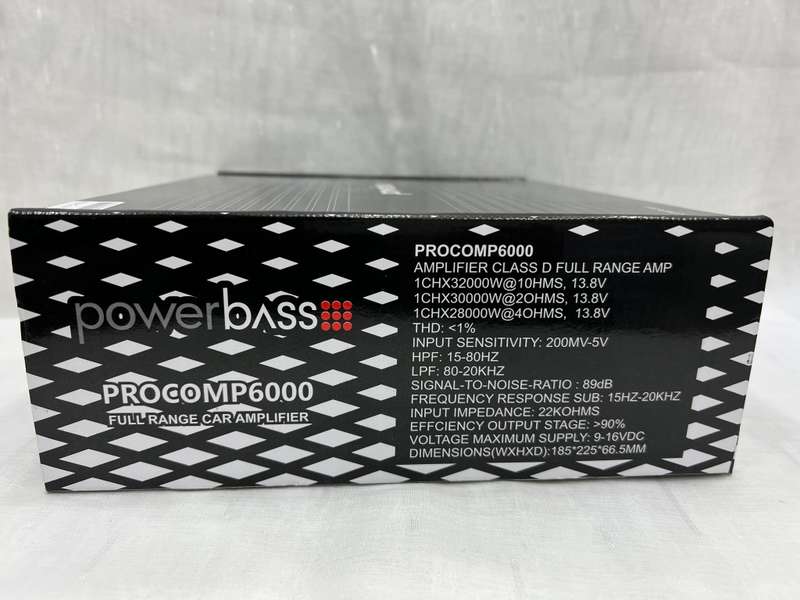 powerbass
PROCOMP6000
FULL RANGE CAR AMPLIFIER
PROCOMP6000
AMPLIFIER CLASS D FULL RANGE AMP
1CHX32000W@1OHMS, 13.8V
1CHX30000W@2OHMS, 13.8V
1CHX28000W@4OHMS, 13.8V
THD: <1%
INPUT SENSITIVITY: 200MV-5V
HPF: 15-80HZ
LPF: 80-20KHZ
SIGNAL-TO-NOISE-RATIO : 89dB
FREQUENCY RESPONSE SUB: 15HZ-20KHZ
INPUT IMPEDANCE: 22KOHMS
EFFCIENCY OUTPUT STAGE: >90%
VOLTAGE MAXIMUM SUPPLY: 9-16VDC
DIMENSIONS(WXHXD):185*225*66.5MM